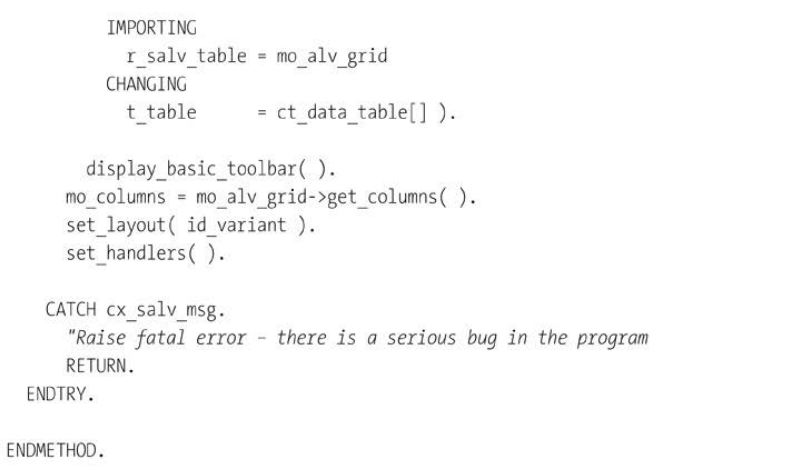 IMPORTING
r_salv_table = mo_alv_grid
CHANGING
t_table = ct_data_table[] ).
display_basic_toolbar( ).
mo_columns = mo_alv_grid->get_columns( ).
set_layout( id_variant ).
set_handlers( ).
CATCH cx_salv_msg.
"Raise fatal error – there is a serious bug in the program
RETURN.
ENDTRY.
ENDMETHOD.